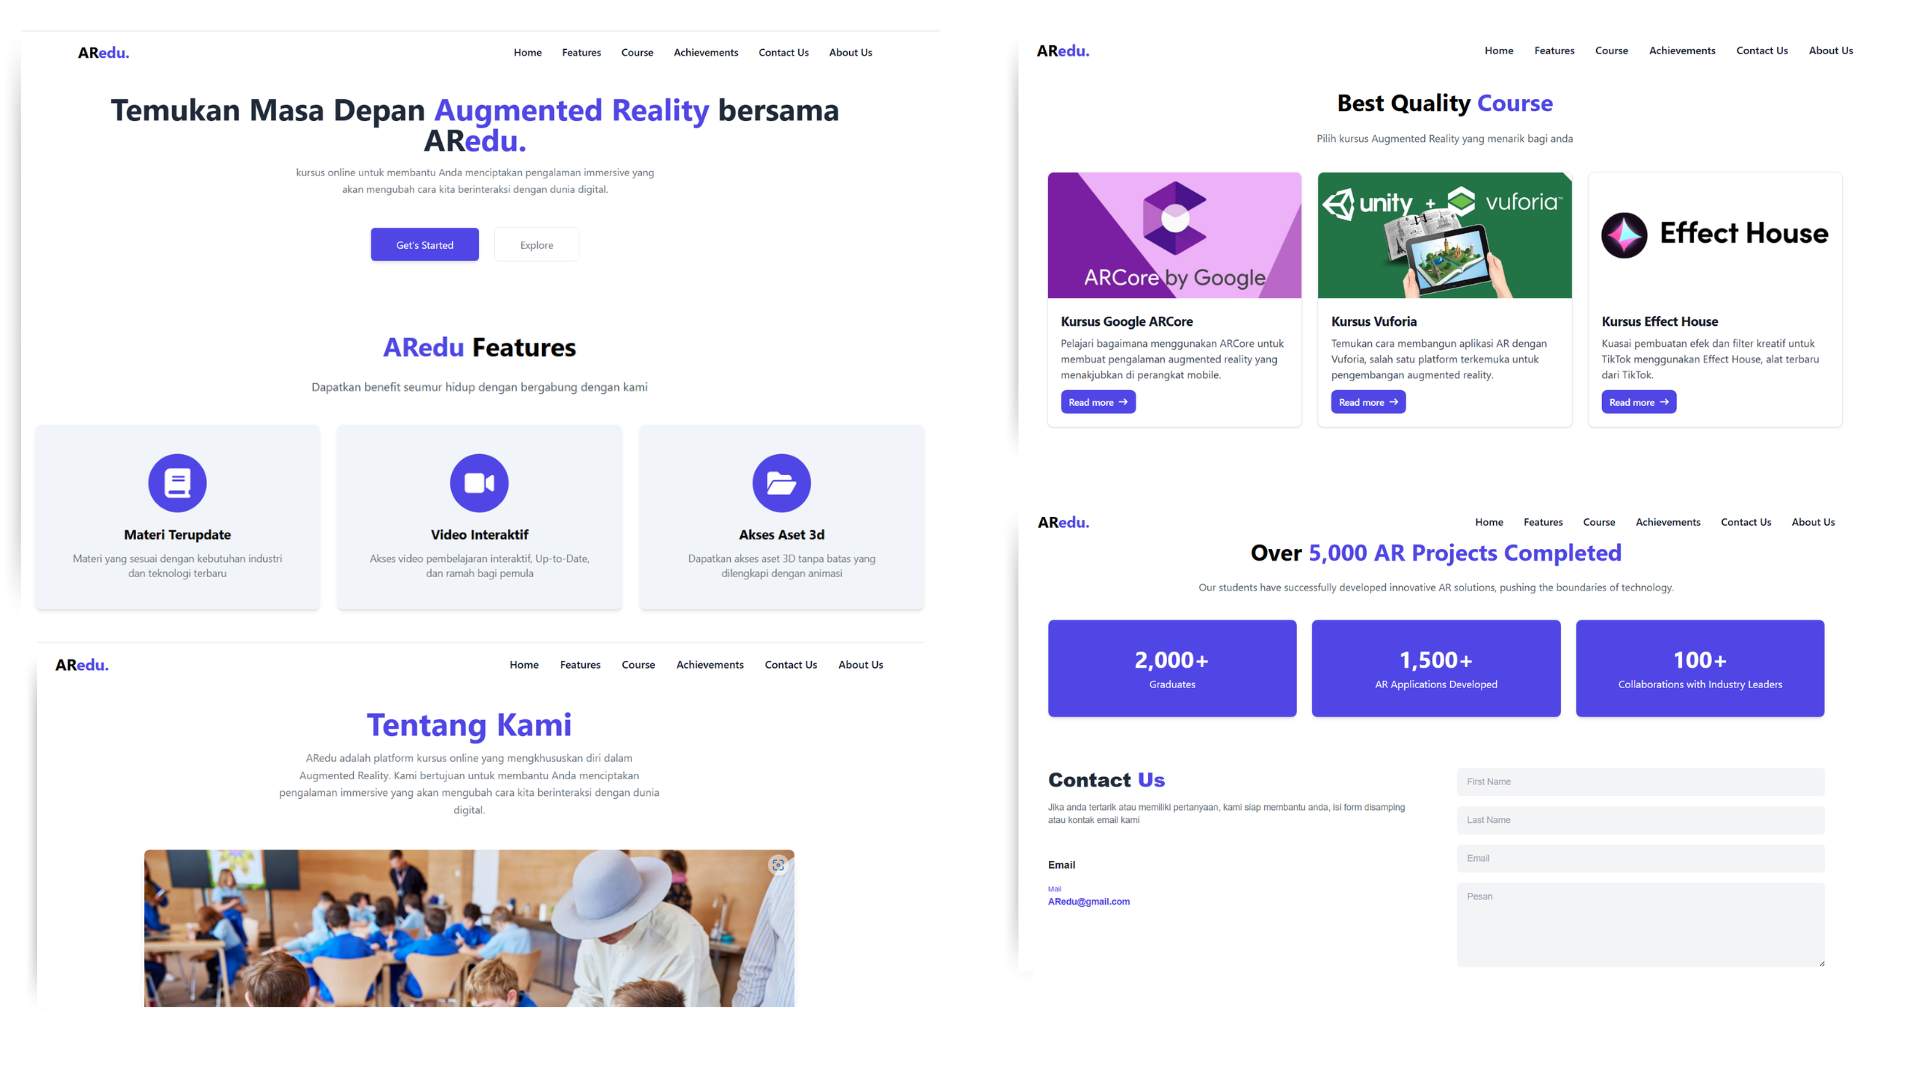 ARedu.
Home Features Course Achievements Contact Us About Us
Temukan Masa Depan Augmented Reality bersama
ARedu.
kursus online untuk membantu Anda menciptakan pengalaman immersive yang
akan mengubah cara kita berinteraksi dengan dunia digital.
Get's Started
Explore
ARedu Features
Dapatkan benefit seumur hidup dengan bergabung dengan kami
Materi Terupdate
Materi yang sesuai dengan kebutuhan industri
dan teknologi terbaru
Video Interaktif
Akses video pembelajaran interaktif, Up-to-Date,
dan ramah bagi pemula
Akses Aset 3d
Dapatkan akses aset 3D tanpa batas yang
dilengkapi dengan animasi
ARedu.
Home Features Course Achievements Contact Us About Us
Tentang Kami
ARedu adalah platform kursus online yang mengkhususkan diri dalam
Augmented Reality. Kami bertujuan untuk membantu Anda menciptakan
pengalaman immersive yang akan mengubah cara kita berinteraksi dengan dunia
digital.
ARedu.
Home Features Course Achievements Contact Us About Us
Best Quality Course
Pilih kursus Augmented Reality yang menarik bagi anda
ARCore by Google
Kursus Google ARCore
Pelajari bagaimana menggunakan ARCore untuk
membuat pengalaman augmented reality yang
menakjubkan di perangkat mobile.
Read more →
unity + vuforia™
Kursus Vuforia
Temukan cara membangun aplikasi AR dengan
Vuforia, salah satu platform terkemuka untuk
pengembangan augmented reality.
Read more →
Effect House
Kursus Effect House
Kuasai pembuatan efek dan filter kreatif untuk
TikTok menggunakan Effect House, alat terbaru
dari TikTok.
Read more →
ARedu.
Home Features Course Achievements Contact Us About Us
Over 5,000 AR Projects Completed
Our students have successfully developed innovative AR solutions, pushing the boundaries of technology.
2,000+
Graduates
1,500+
AR Applications Developed
100+
Collaborations with Industry Leaders
Contact Us
Jika anda tertarik atau memiliki pertanyaan, kami siap membantu anda, isi form disamping
atau kontak email kami
Email
Mail
ARedu@gmail.com
First Name
Last Name
Email
Pesan